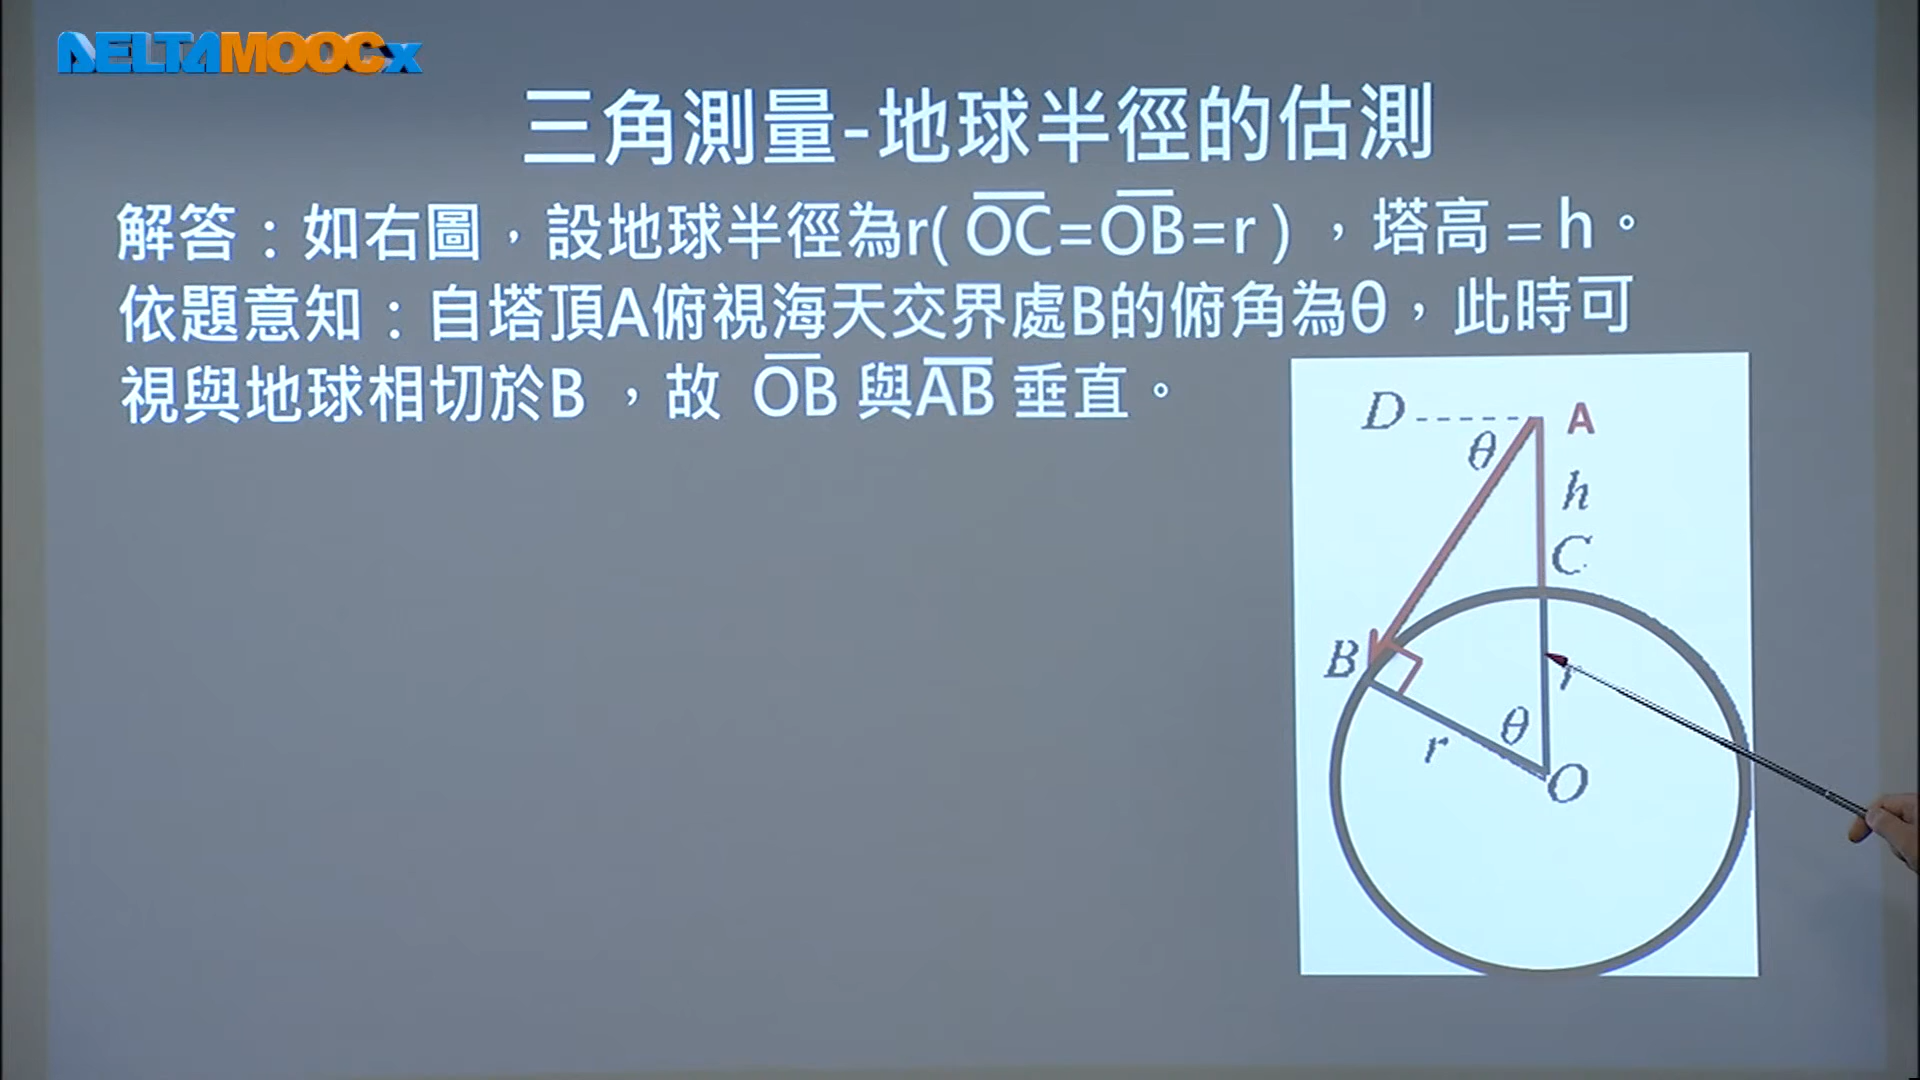 DELTAMOOCx
三角測量-地球半徑的估測
解答：如右圖，設地球半徑為r( OC=OB=r )，塔高=h。
依題意知：自塔頂A俯視海天交界處B的俯角為θ，此時可
視與地球相切於B ，故 OB 與AB 垂直。
D
A
θ
h
C
B
r
θ
r
O